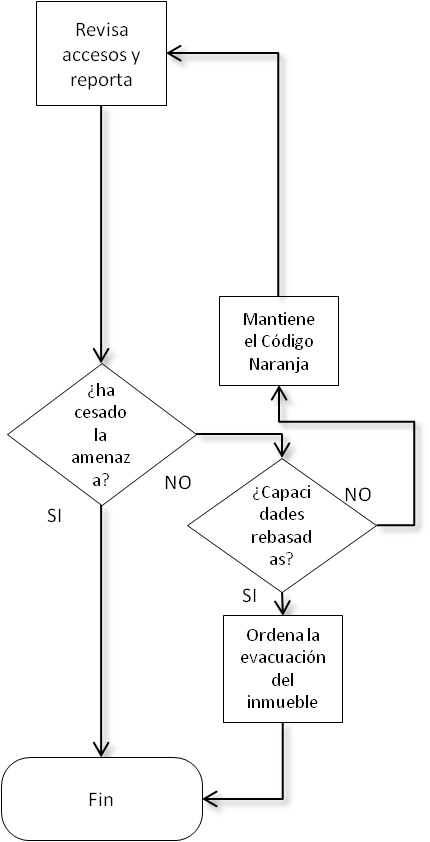 Revisa
accesos y
reporta
Mantiene
el Código
Naranja
¿ha
cesado
la
amenaz
a?
NO
SI
¿Capaci
dades
rebasad
as?
NO
SI
Ordena la
evacuación
del
inmueble
Fin